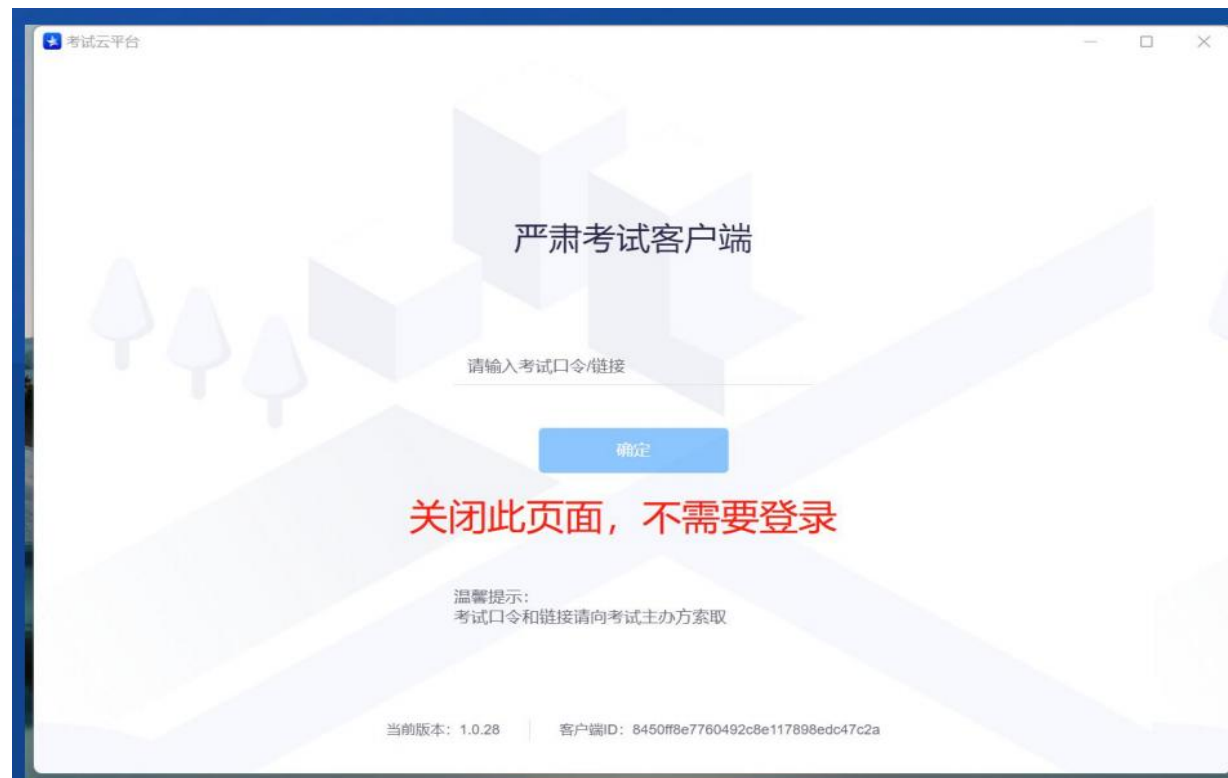 考试云平台
严肃考试客户端
请输入考试口令/链接
确定
关闭此页面，不需要登录
温馨提示：
考试口令和链接请向考试主办方索取
当前版本：1.0.28 客户端ID：8450ff8e7760492c8e117898edc47c2a